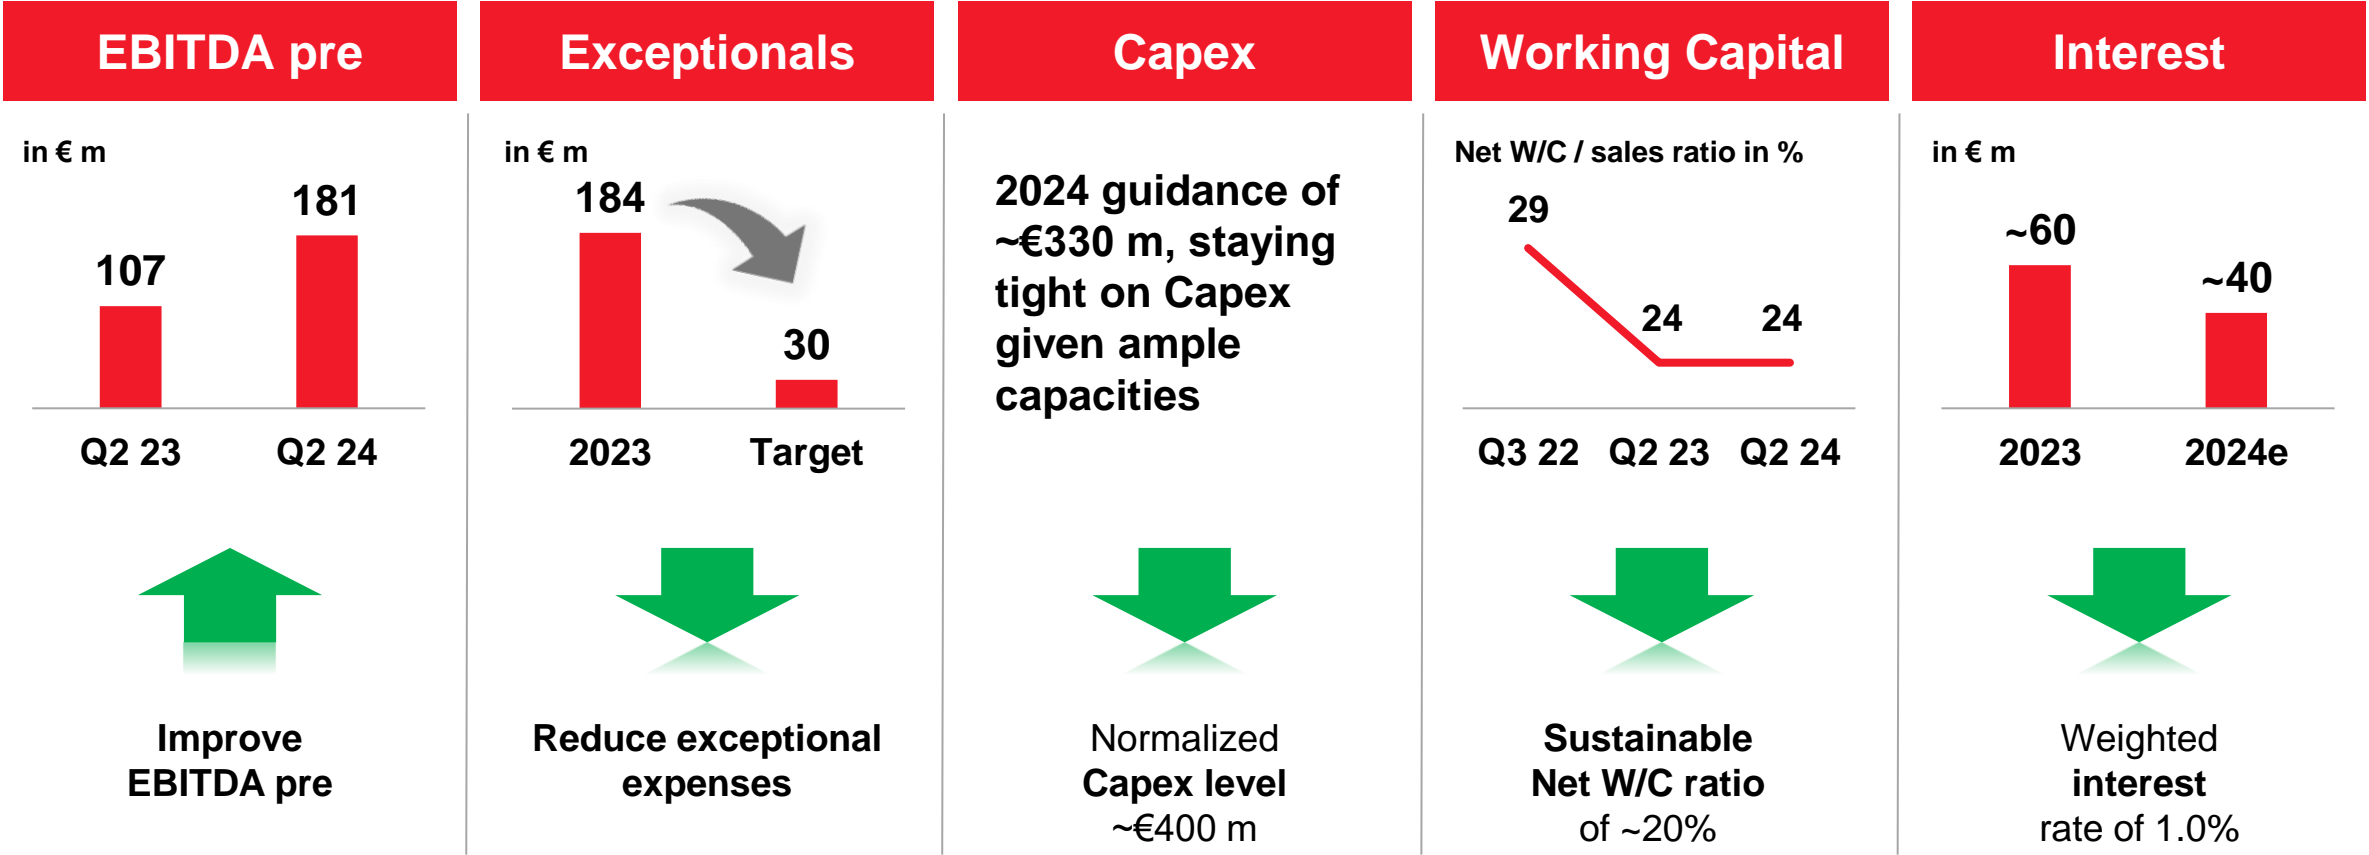 EBITDA pre
in € m
107
181
Q2 23
Q2 24
Improve
EBITDA pre
Exceptionals
in € m
184
30
2023
Target
Reduce exceptional
expenses
Capex
2024 guidance of
~€330 m, staying
tight on Capex
given ample
capacities
Normalized
Capex level
~€400 m
Working Capital
Net W/C / sales ratio in %
29
24
24
Q3 22
Q2 23
Q2 24
Sustainable
Net W/C ratio
of ~20%
Interest
in € m
~60
~40
2023
2024e
Weighted
interest
rate of 1.0%